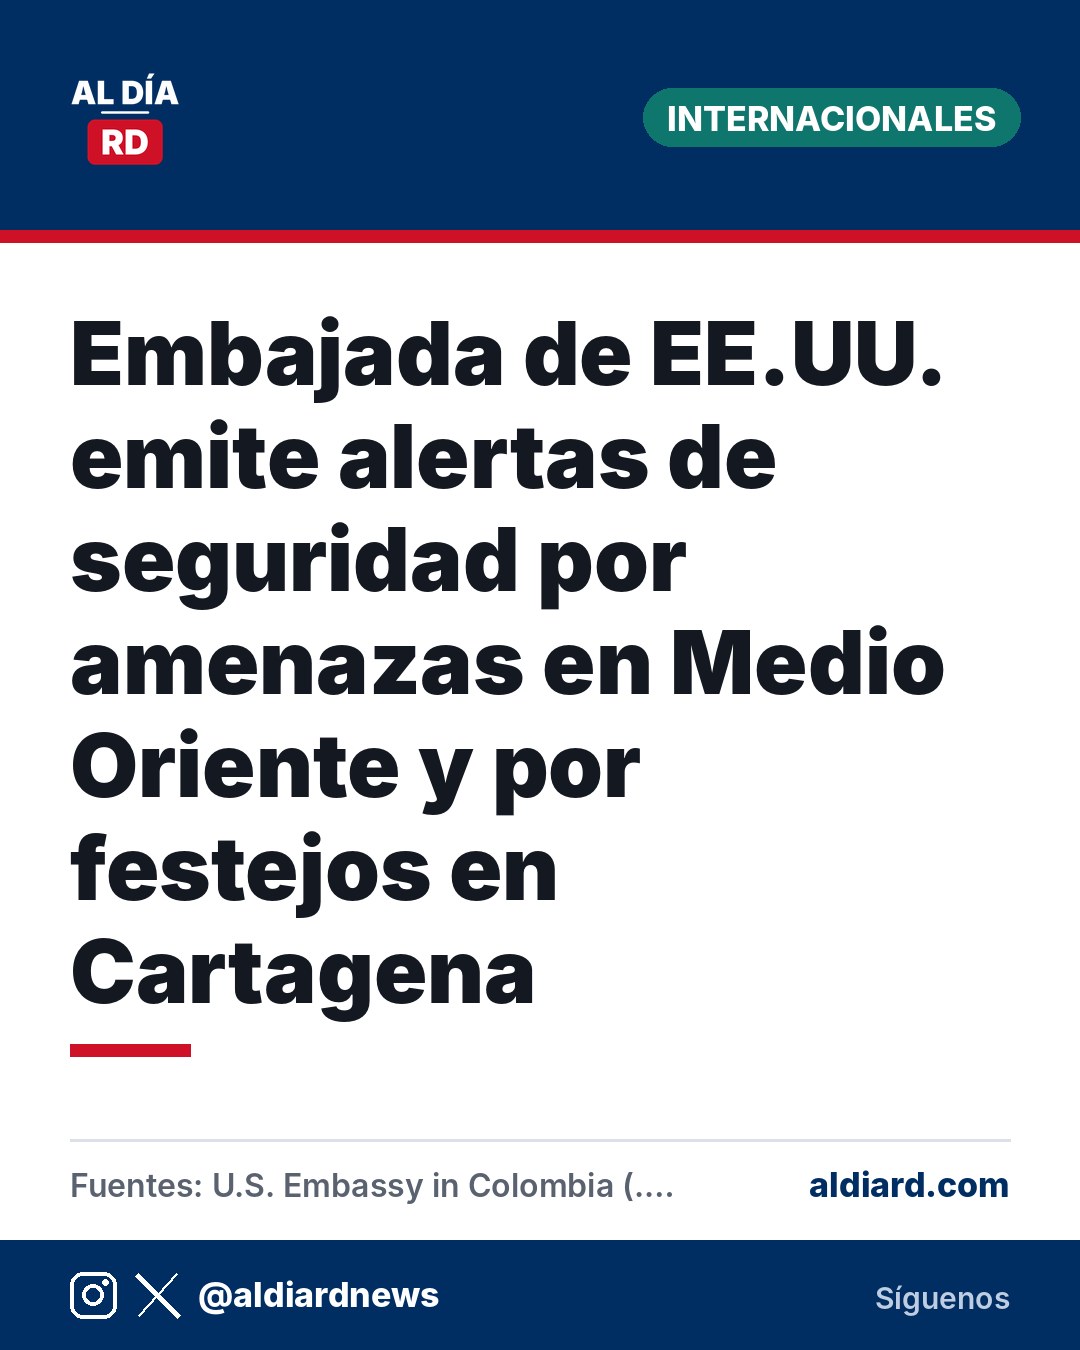 AL DÍA
RD
INTERNACIONALES
Embajada de EE.UU.
emite alertas de
seguridad por
amenazas en Medio
Oriente y por
festejos en
Cartagena
Fuentes: U.S. Embassy in Colombia (....
aldiard.com
@aldiardnews
Síguenos